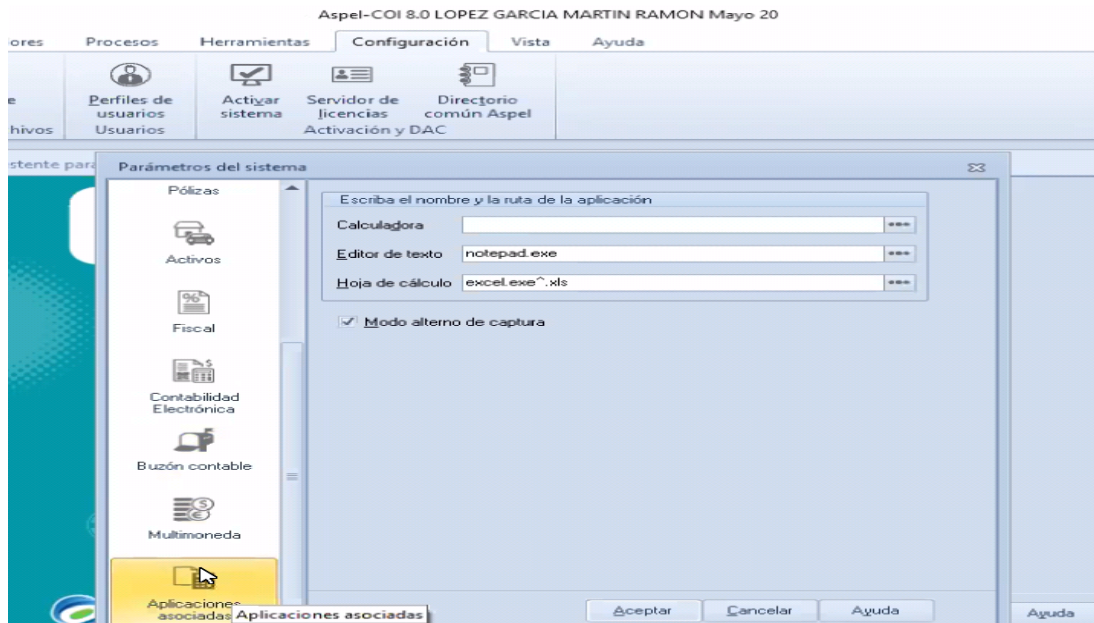 Aspel-COI 8.0 LOPEZ GARCIA MARTIN RAMON Mayo 20
ores Procesos Herramientas Configuración Vista Ayuda
e Perfiles de usuarios Activar sistema Servidor de licencias Directorio común Aspel
hivos Usuarios Activación y DAC
stente para
Parámetros del sistema
Pólizas
Activos
Fiscal
Contabilidad
Electrónica
Buzón contable
Multimoneda
Aplicaciones
asociadas
Aplicaciones asociadas
Escriba el nombre y la ruta de la aplicación
Calculadora
Editor de texto notepad.exe
Hoja de cálculo excel.exe^.xls
Modo alterno de captura
Aceptar Cancelar Ayuda
Ayuda